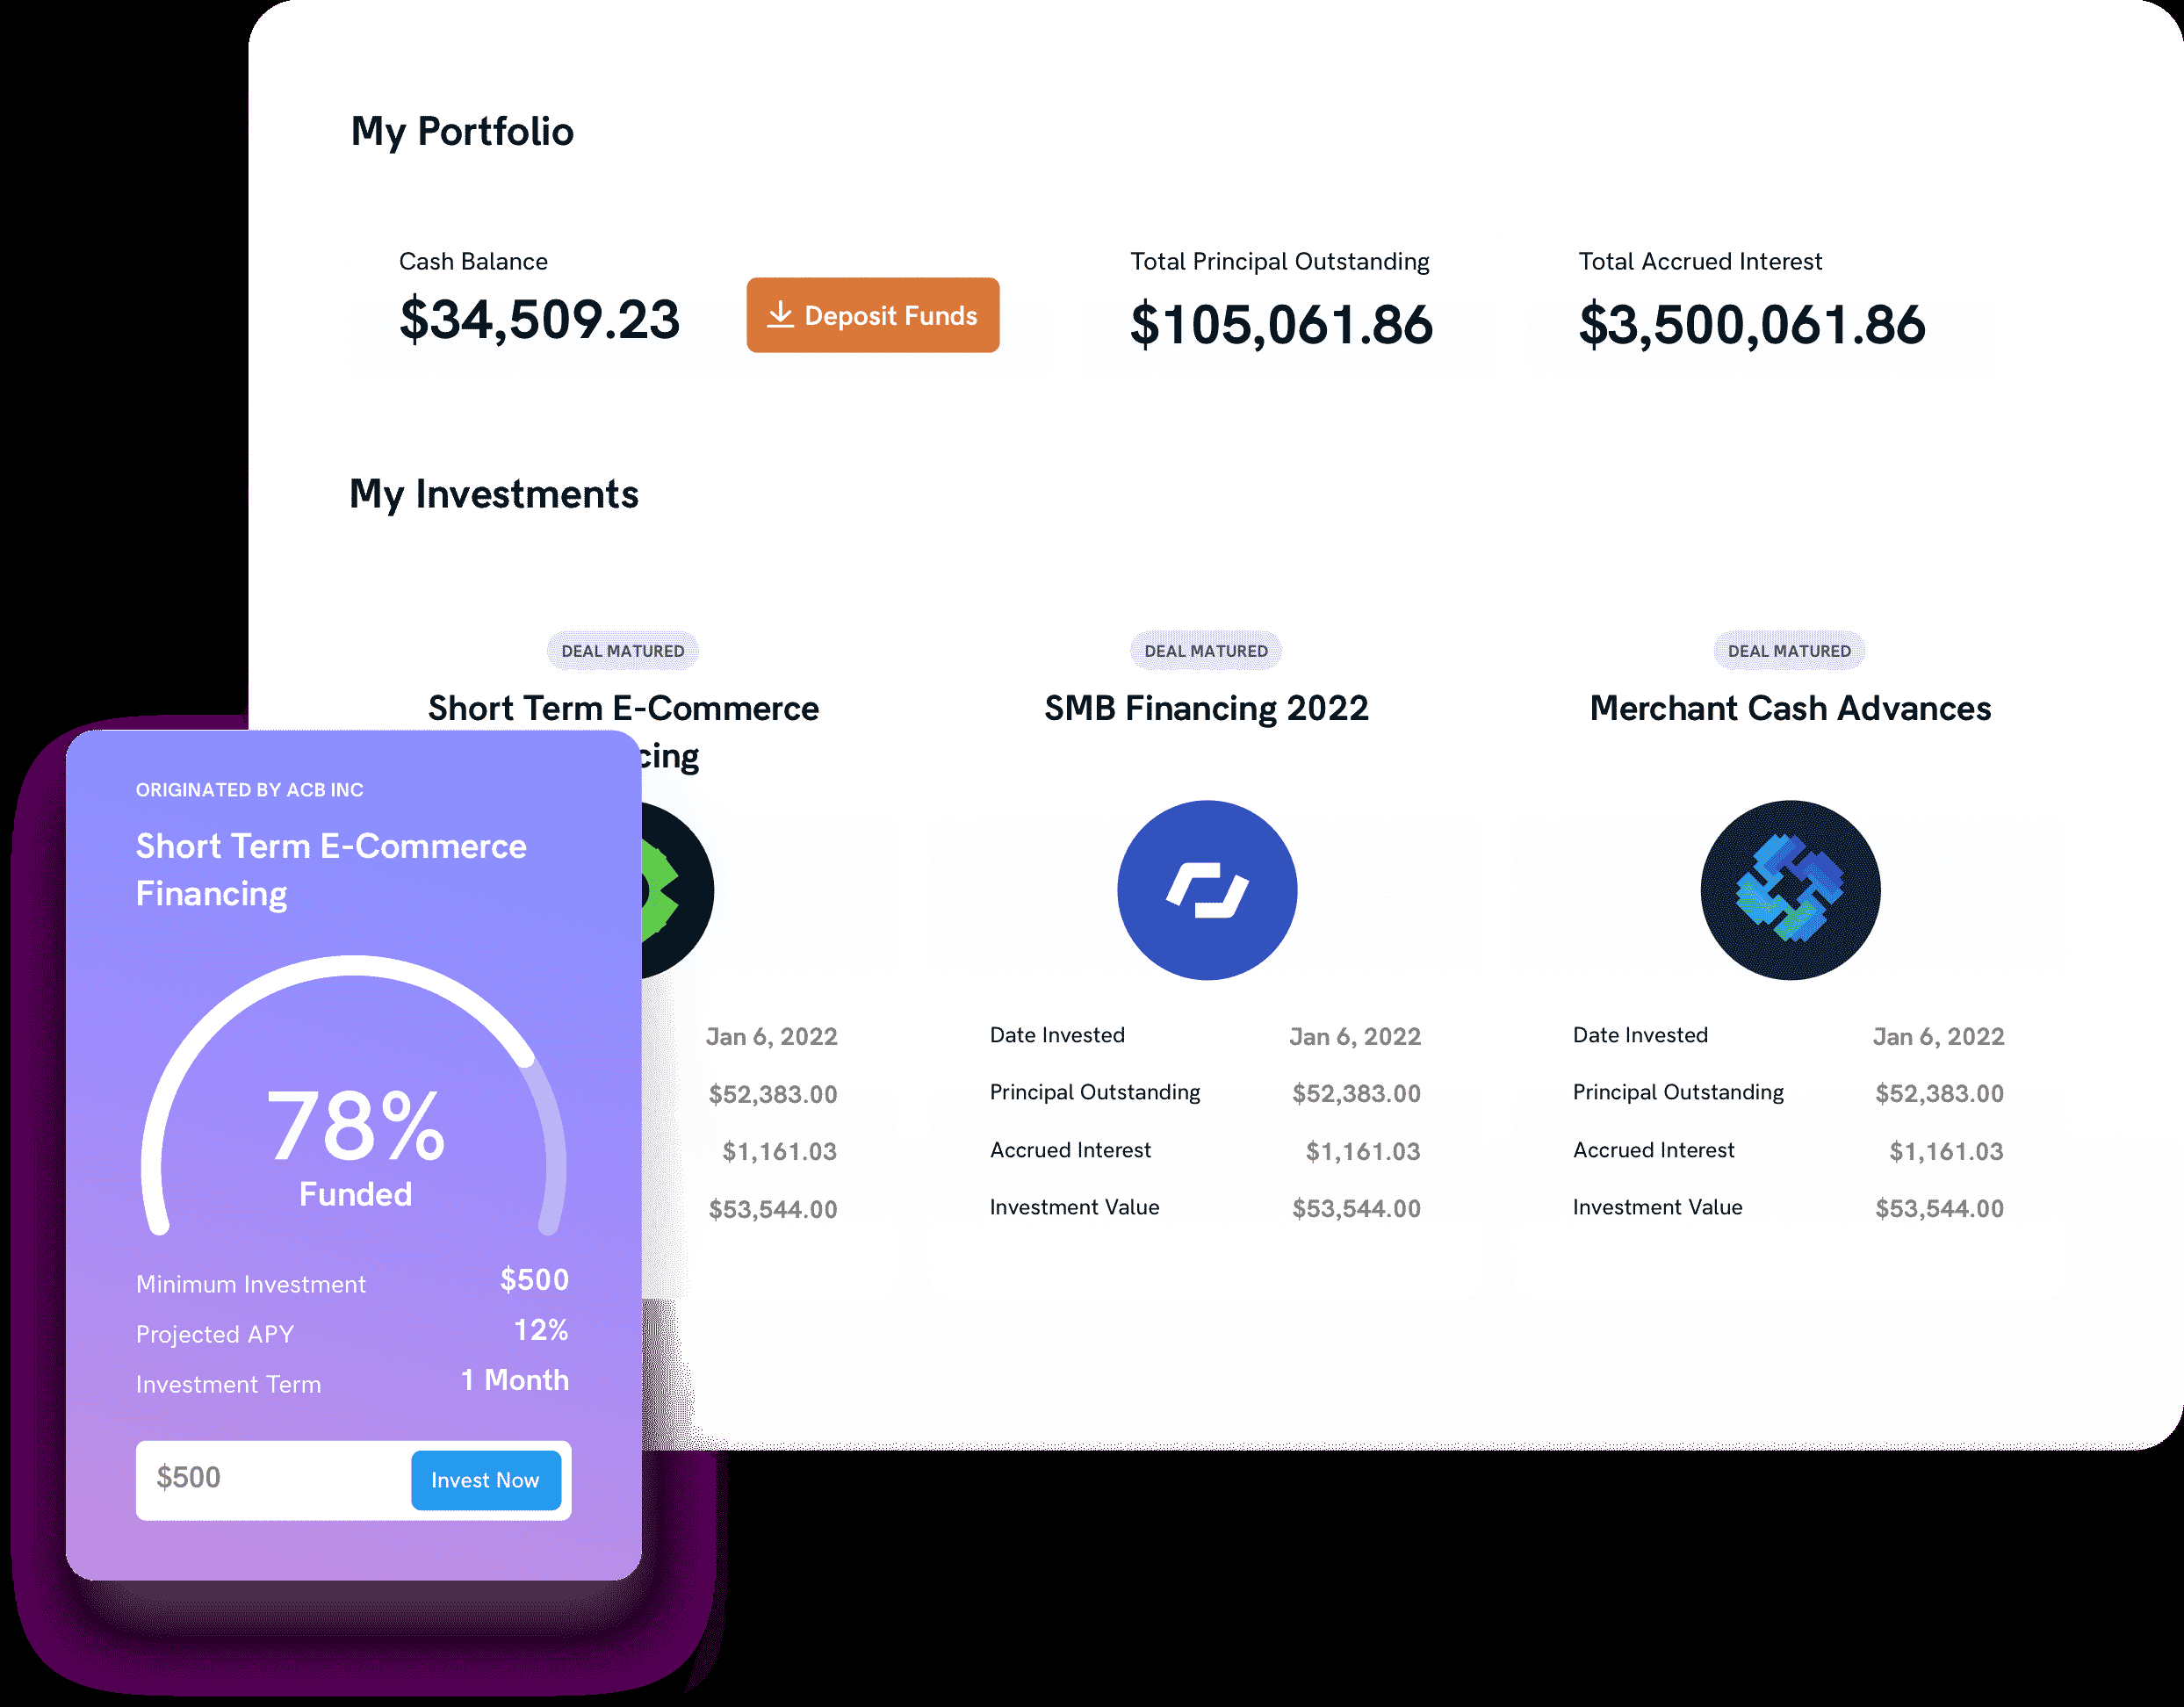 My Portfolio
Cash Balance
$34,509.23
Deposit Funds
Total Principal Outstanding
$105,061.86
Total Accrued Interest
$3,500,061.86
My Investments
DEAL MATURED
Short Term E-Commerce
cing
Jan 6, 2022
$52,383.00
$1,161.03
$53,544.00
DEAL MATURED
SMB Financing 2022
Date Invested Jan 6, 2022
Principal Outstanding $52,383.00
Accrued Interest $1,161.03
Investment Value $53,544.00
DEAL MATURED
Merchant Cash Advances
Date Invested Jan 6, 2022
Principal Outstanding $52,383.00
Accrued Interest $1,161.03
Investment Value $53,544.00
ORIGINATED BY ACB INC
Short Term E-Commerce
Financing
78%
Funded
Minimum Investment $500
Projected APY 12%
Investment Term 1 Month
$500 Invest Now